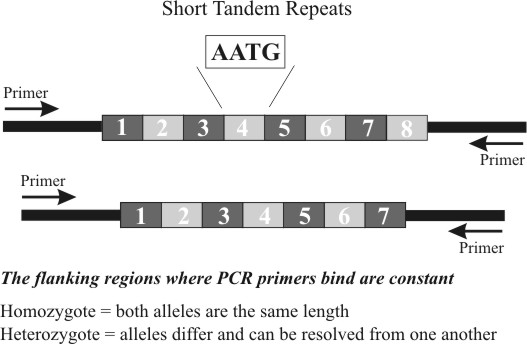 Short Tandem Repeats
AATG
Primer
1 2 3 4 5 6 7 8
Primer
Primer
1 2 3 4 5 6 7
Primer
The flanking regions where PCR primers bind are constant
Homozygote = both alleles are the same length
Heterozygote = alleles differ and can be resolved from one another